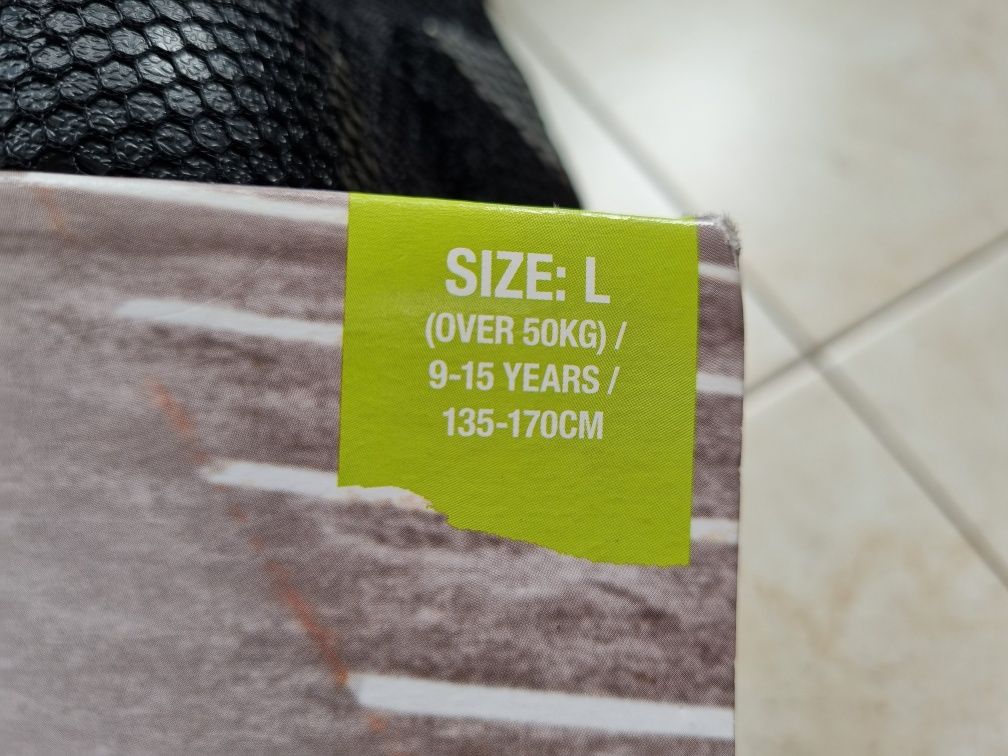 SIZE: L
(OVER 50KG) /
9-15 YEARS /
135-170CM